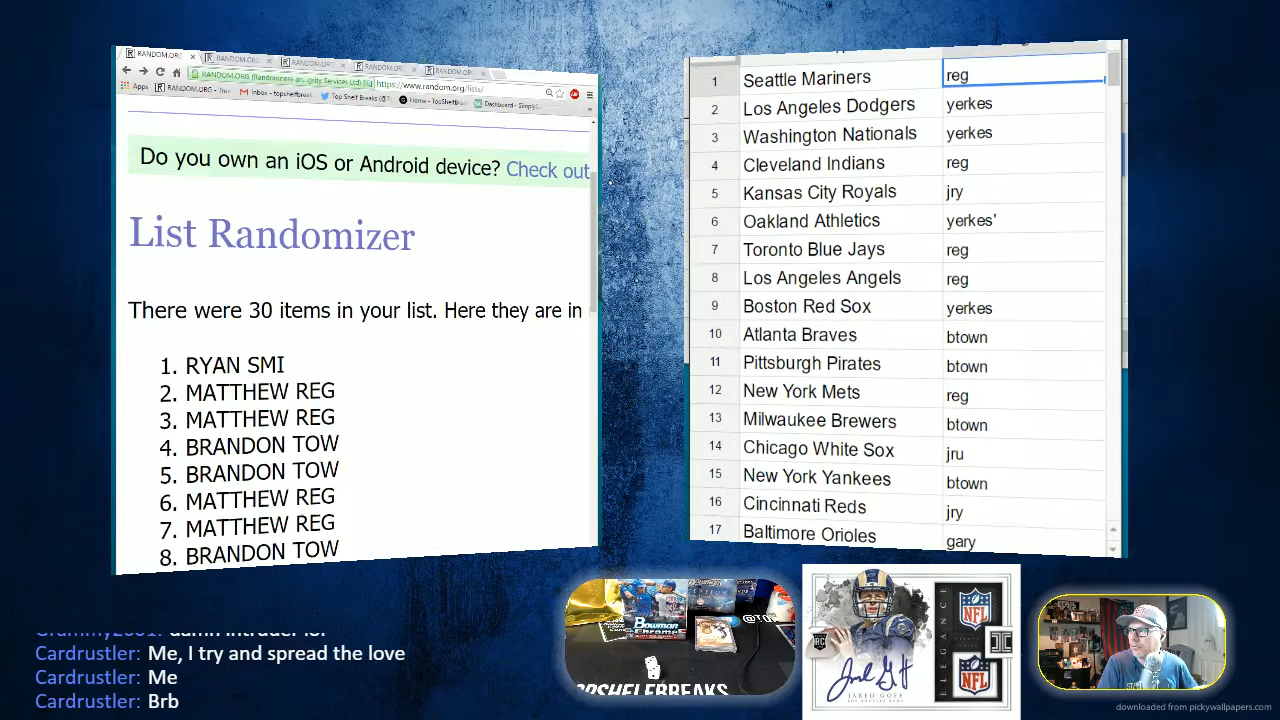 RANDOM.ORG
https://www.random.org/lists/
Apps
Do you own an iOS or Android device? Check out
List Randomizer
There were 30 items in your list. Here they are in
1. RYAN SMI
2. MATTHEW REG
3. MATTHEW REG
4. BRANDON TOW
5. BRANDON TOW
6. MATTHEW REG
7. MATTHEW REG
8. BRANDON TOW
Seattle Mariners reg
2 Los Angeles Dodgers yerkes
3 Washington Nationals yerkes
4 Cleveland Indians reg
5 Kansas City Royals jry
6 Oakland Athletics yerkes'
7 Toronto Blue Jays reg
8 Los Angeles Angels reg
9 Boston Red Sox yerkes
10 Atlanta Braves btown
11 Pittsburgh Pirates btown
12 New York Mets reg
13 Milwaukee Brewers btown
14 Chicago White Sox jru
15 New York Yankees btown
16 Cincinnati Reds jry
17 Baltimore Orioles gary
Cardrustler: Me, I try and spread the love
Cardrustler: Me
Cardrustler: Brb
Bowman
Chrome
RC
ELEGANCE
NFL
NFL
JARED GOFF
downloaded from pickywallpapers.com